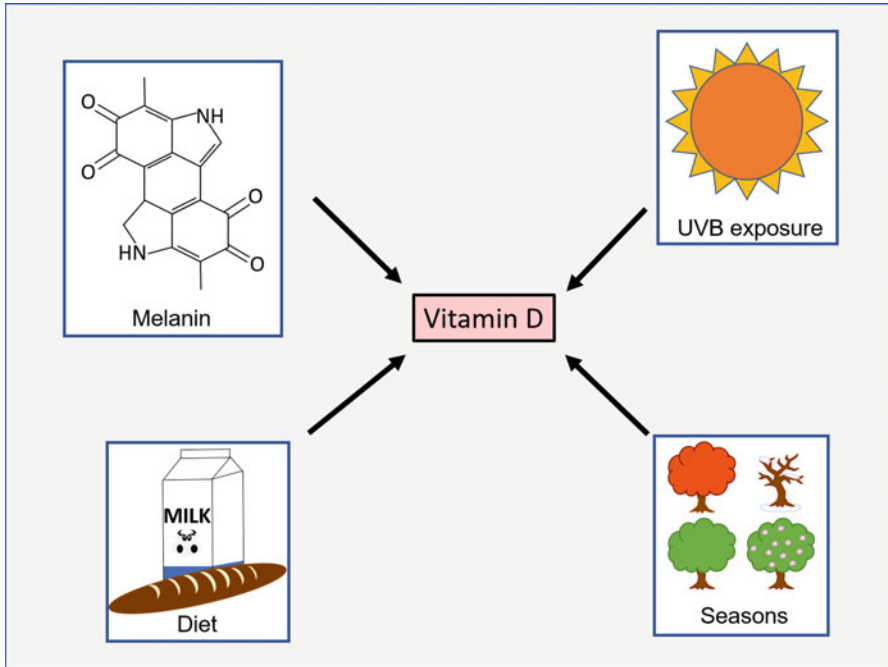 O
NH
O
O
HN
O
Melanin
UVB exposure
Vitamin D
MILK
Diet
Seasons